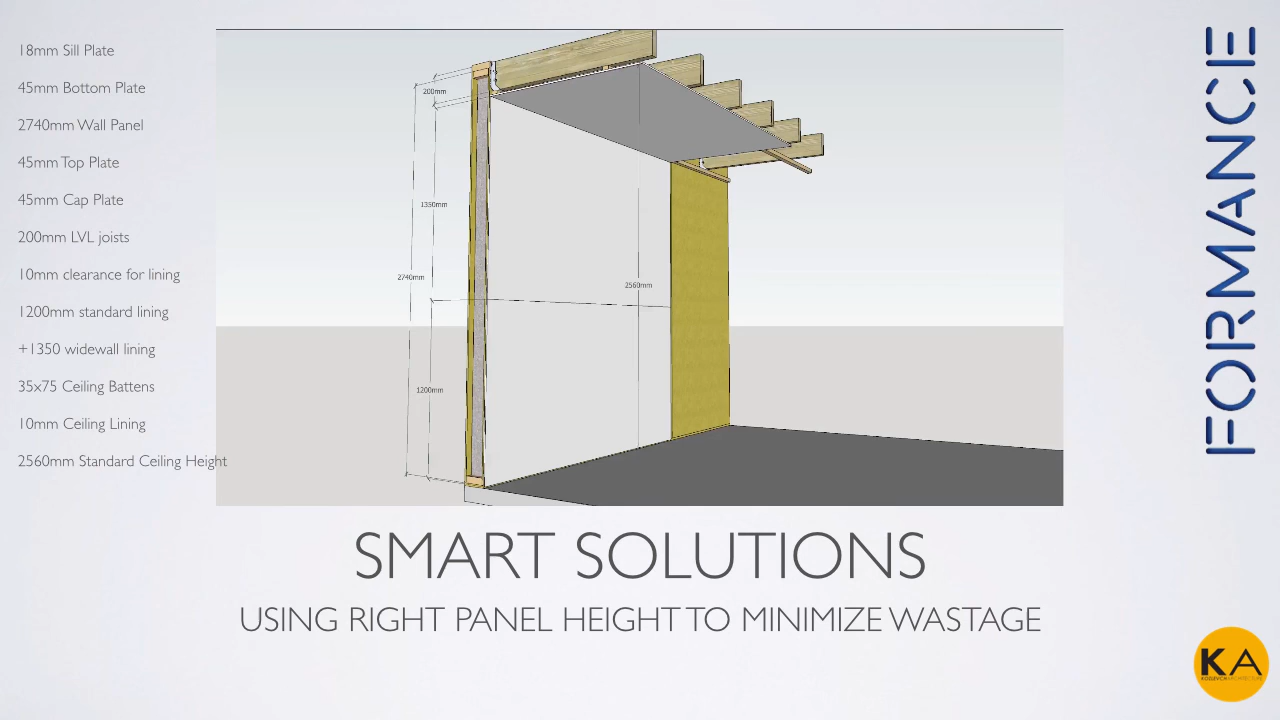 18mm Sill Plate
45mm Bottom Plate
2740mm Wall Panel
45mm Top Plate
45mm Cap Plate
200mm LVL joists
10mm clearance for lining
1200mm standard lining
+1350 widewall lining
35x75 Ceiling Battens
10mm Ceiling Lining
2560mm Standard Ceiling Height
200mm
1350mm
2740mm
2560mm
1200mm
FORMANCE
SMART SOLUTIONS
USING RIGHT PANEL HEIGHT TO MINIMIZE WASTAGE
KA